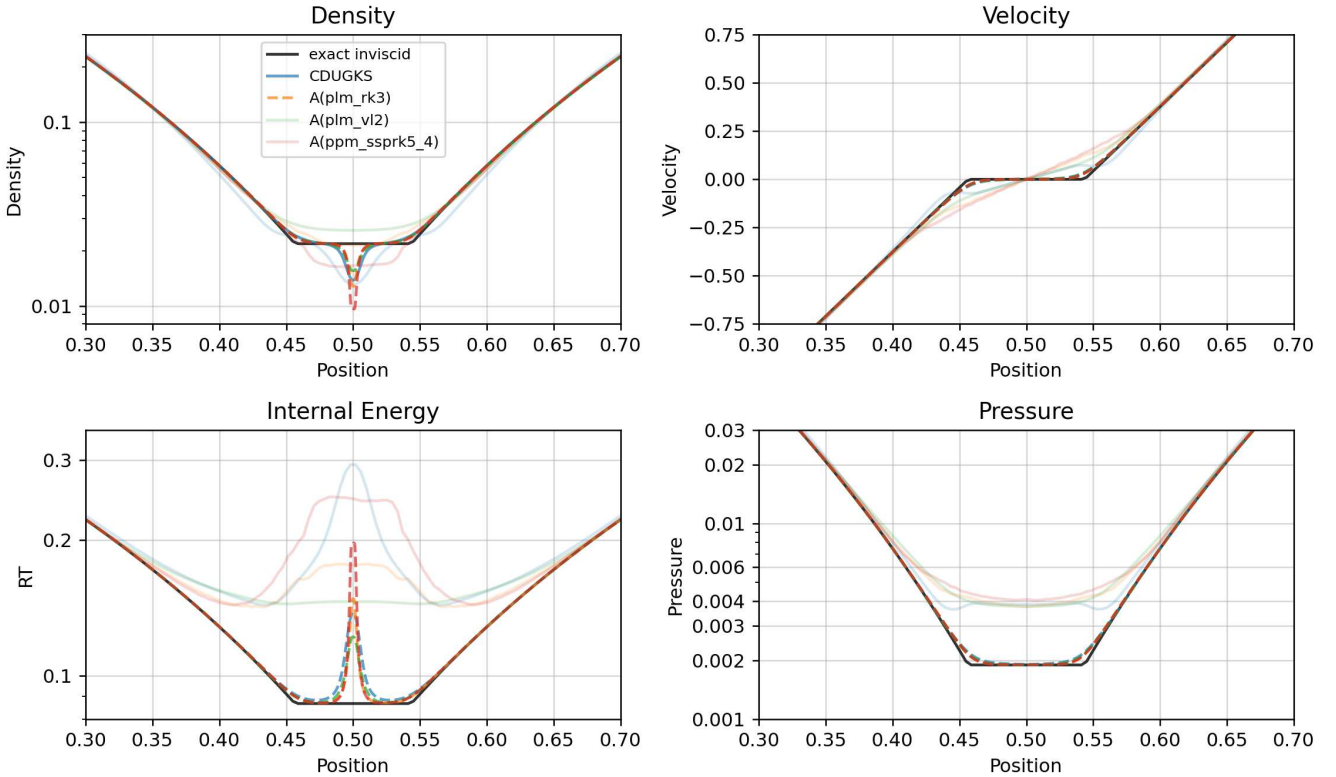 Density
Density
0.1
0.01
exact inviscid
CDUGKS
A(plm_rk3)
A(plm_vl2)
A(ppm_ssprk5_4)
0.30 0.35 0.40 0.45 0.50 0.55 0.60 0.65 0.70
Position
Velocity
Velocity
0.75
0.50
0.25
0.00
−0.25
−0.50
−0.75
0.30 0.35 0.40 0.45 0.50 0.55 0.60 0.65 0.70
Position
Internal Energy
RT
0.3
0.2
0.1
0.30 0.35 0.40 0.45 0.50 0.55 0.60 0.65 0.70
Position
Pressure
Pressure
0.03
0.02
0.01
0.006
0.004
0.003
0.002
0.001
0.30 0.35 0.40 0.45 0.50 0.55 0.60 0.65 0.70
Position